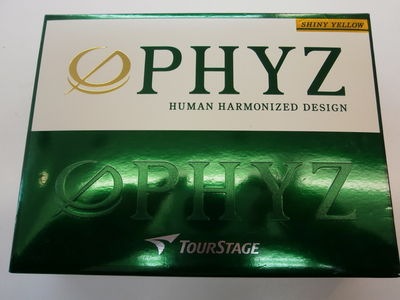 SHINY YELLOW
PHYZ
HUMAN HARMONIZED DESIGN
PHYZ
TOURSTAGE